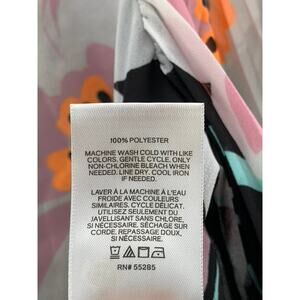 100% POLYESTER
MACHINE WASH COLD WITH LIKE
COLORS. GENTLE CYCLE. ONLY
NON-CHLORINE BLEACH WHEN
NEEDED. LINE DRY. COOL IRON
IF NEEDED.
LAVER À LA MACHINE À L'EAU
FROIDE AVEC COULEURS
SIMILAIRES. CYCLE DÉLICAT.
UTILISEZ SEULEMENT DU
JAVELLISANT SANS CHLORE,
SI NÉCESSAIRE. SÉCHAGE SUR
CORDE. REPASSAGE DOUX,
SI NÉCESSAIRE.
RN# 55285